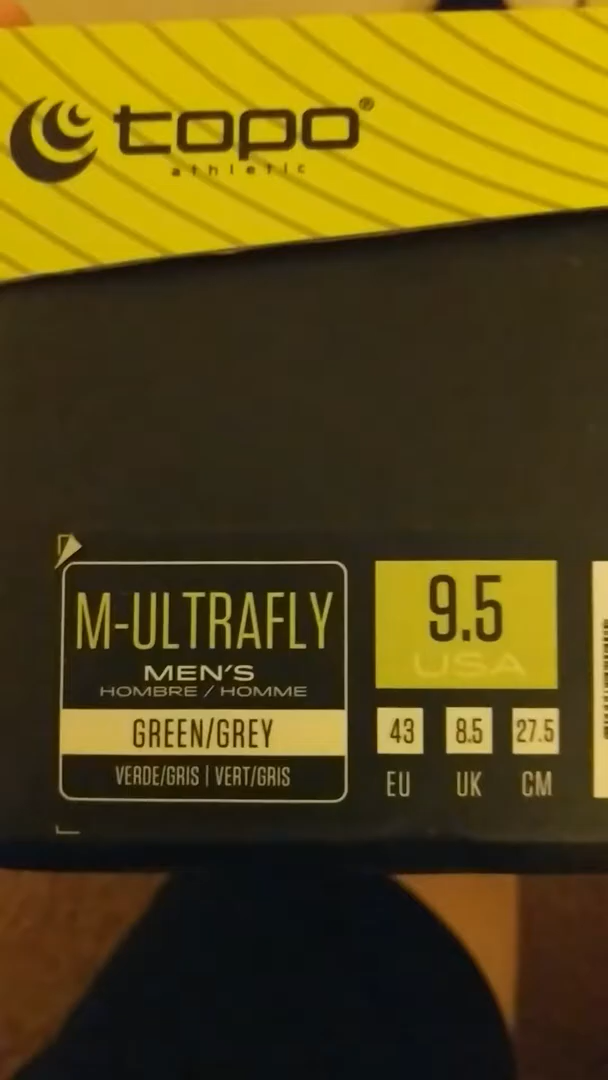 topo®
athletic
M-ULTRAFLY
MEN'S
HOMBRE / HOMME
GREEN/GREY
VERDE/GRIS | VERT/GRIS
9.5
USA
43
8.5
27.5
EU
UK
CM